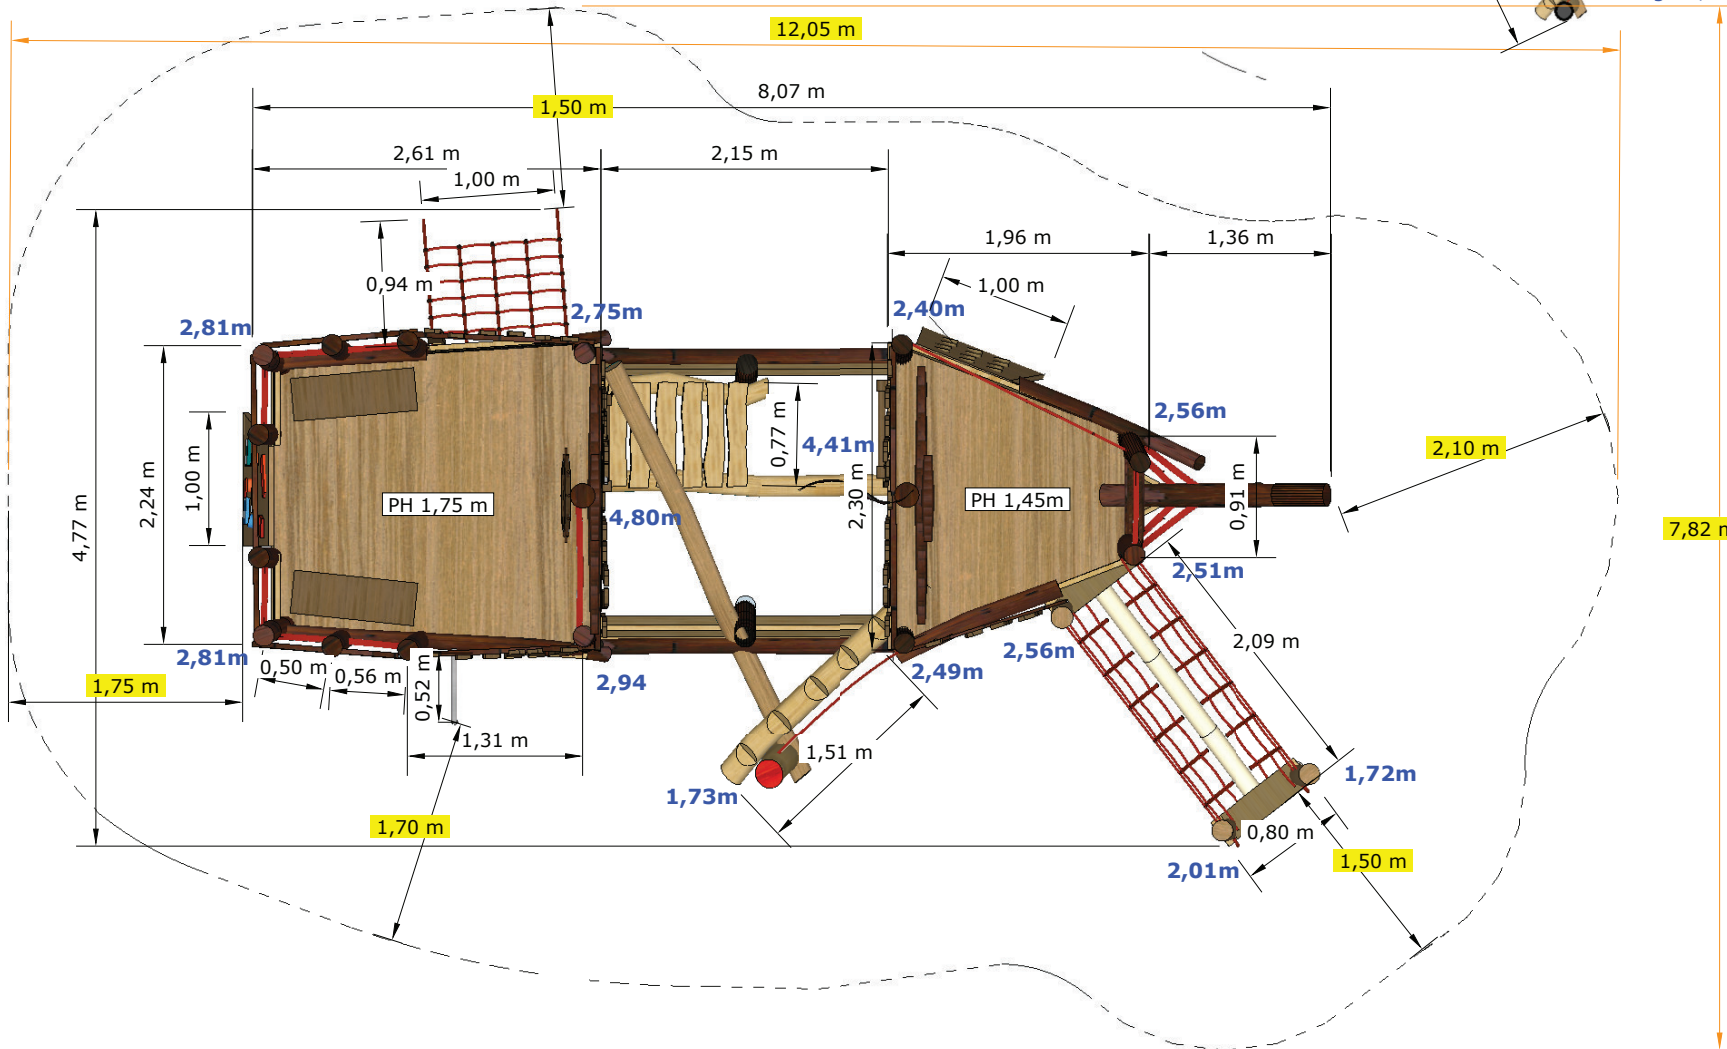 12,05 m
8,07 m
1,50 m
2,61 m
2,15 m
1,00 m
1,96 m
1,36 m
0,94 m
1,00 m
2,81m
2,75m
2,40m
2,56m
0,77 m
4,41m
2,10 m
1,00 m
2,24 m
4,77 m
PH 1,75 m
4,80m
2,30 m
PH 1,45m
0,91 m
7,82 m
2,51m
2,81m
0,50 m
0,56 m
0,52 m
2,94
2,56m
2,49m
2,09 m
1,75 m
1,31 m
1,51 m
1,73m
1,72m
1,70 m
0,80 m
2,01m
1,50 m